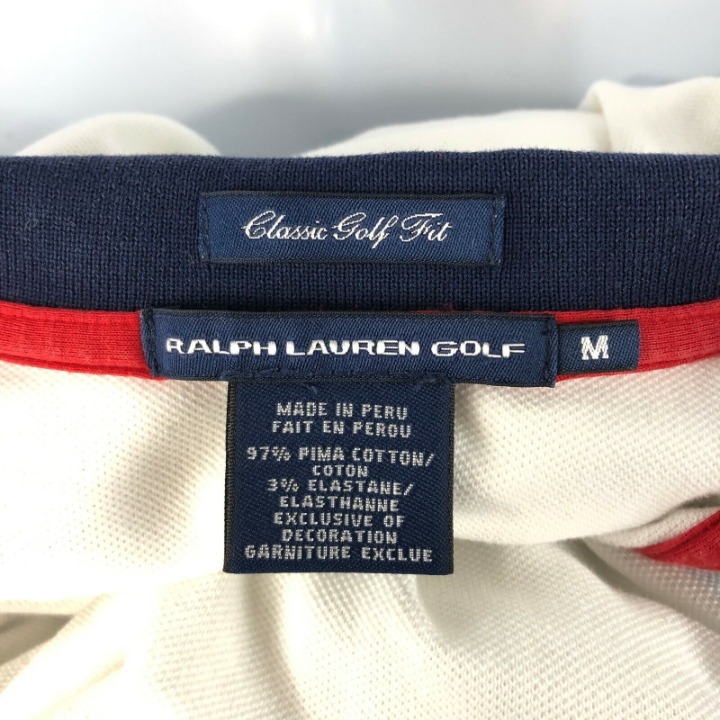 Classic Golf Fit
RALPH LAUREN GOLF M
MADE IN PERU
FAIT EN PEROU
97% PIMA COTTON/
COTON
3% ELASTANE/
ELASTHANNE
EXCLUSIVE OF
DECORATION
GARNITURE EXCLUE